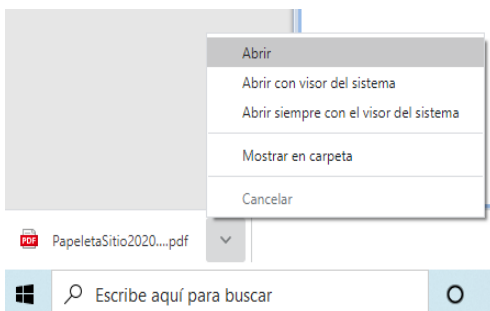 Abrir
Abrir con visor del sistema
Abrir siempre con el visor del sistema
Mostrar en carpeta
Cancelar
PDF PapeletaSitio2020....pdf
Escribe aquí para buscar